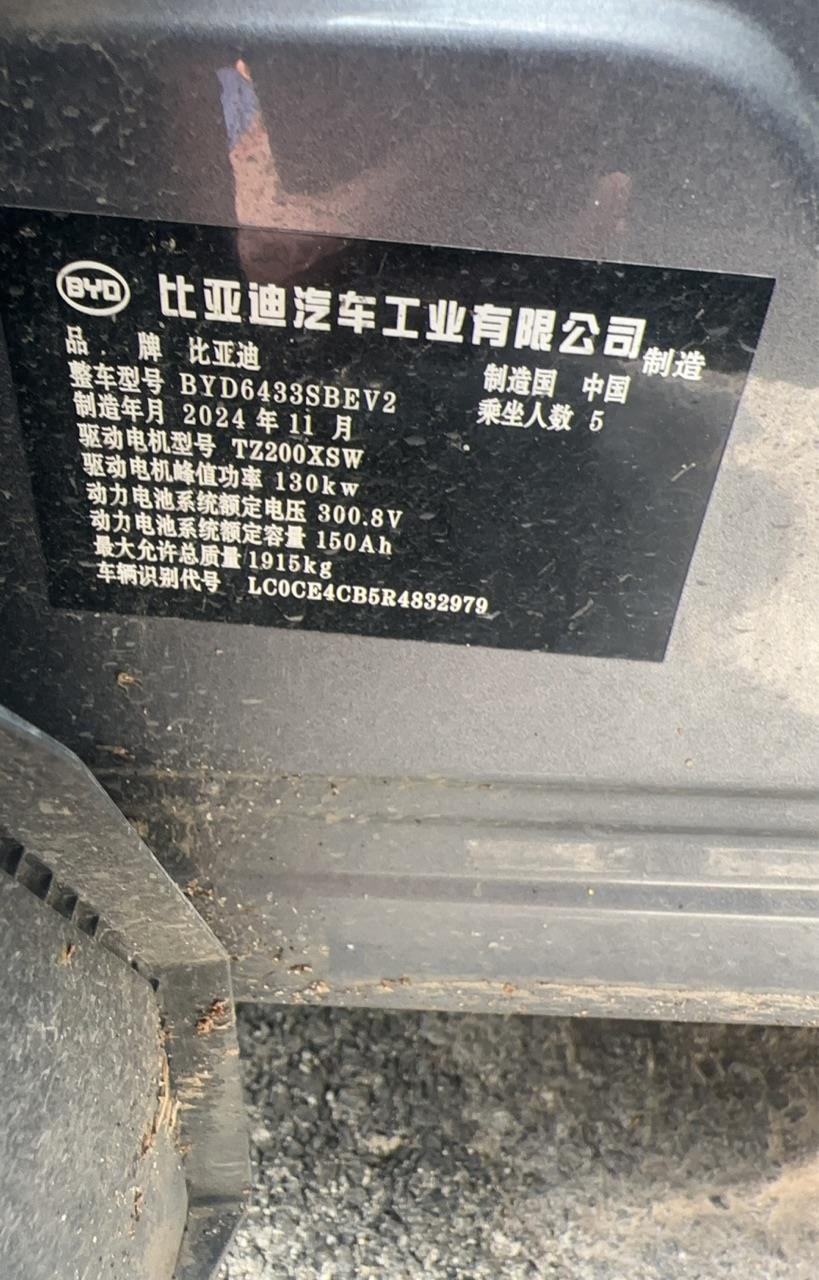 BYD 比亚迪汽车工业有限公司 制造
品 牌 比亚迪 制造国 中国
整车型号 BYD6433SBEV2 乘坐人数 5
制造年月 2024 年 11 月
驱动电机型号 TZ200XSW
驱动电机峰值功率 130kw
动力电池系统额定电压 300.8V
动力电池系统额定容量 150Ah
最大允许总质量 1915kg
车辆识别代号 LC0CE4CB5R4832979